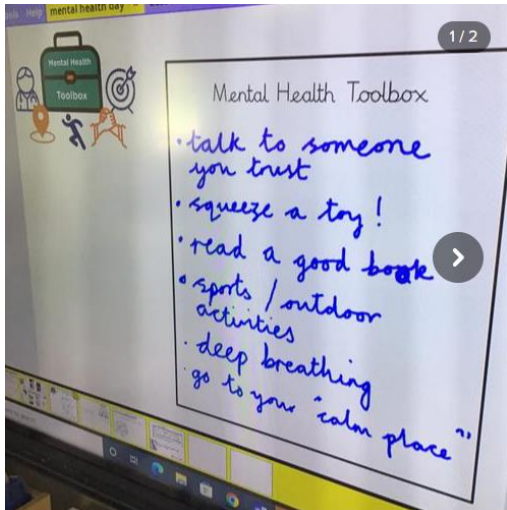 Help
mental health day
1/2
Mental Health
Toolbox
Mental Health Toolbox
• talk to someone
you trust
• squeeze a toy!
• read a good book
• sports / outdoor
activities
• deep breathing
• go to your "calm place"